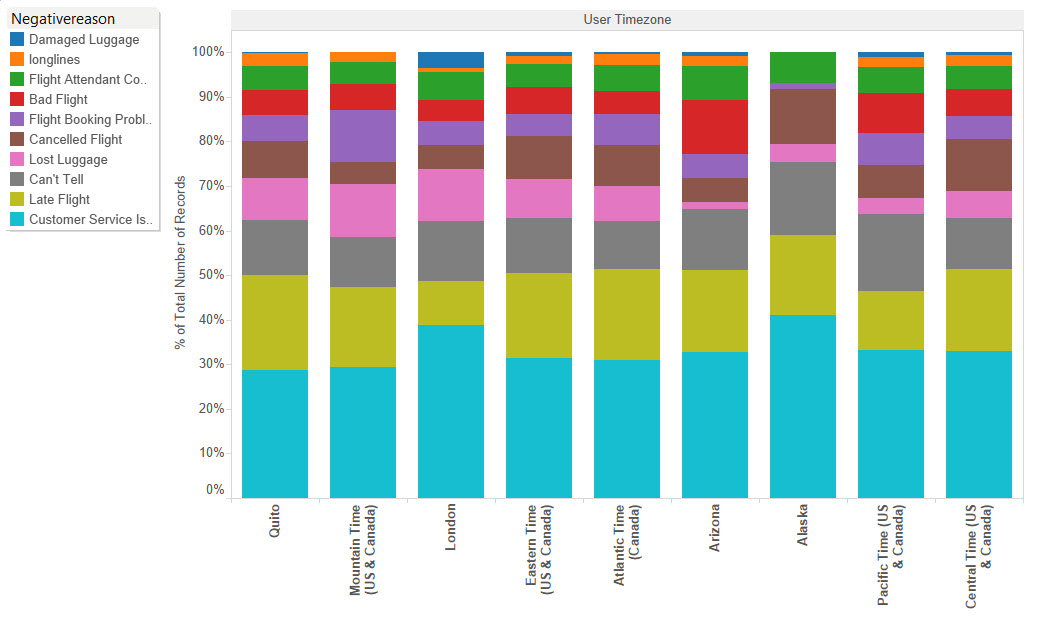 Negativereason
Damaged Luggage
longlines
Flight Attendant Co..
Bad Flight
Flight Booking Probl..
Cancelled Flight
Lost Luggage
Can't Tell
Late Flight
Customer Service Is..
User Timezone
% of Total Number of Records
100%
90%
80%
70%
60%
50%
40%
30%
20%
10%
0%
Quito
Mountain Time
(US & Canada)
London
Eastern Time
(US & Canada)
Atlantic Time
(Canada)
Arizona
Alaska
Pacific Time (US
& Canada)
Central Time (US
& Canada)